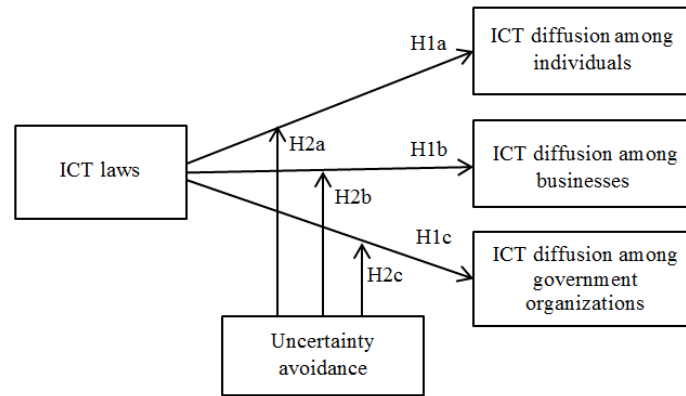 ICT diffusion among
individuals
H1a
ICT laws
H2a
H1b
ICT diffusion among
businesses
H2b
H1c
ICT diffusion among
government
organizations
H2c
Uncertainty
avoidance